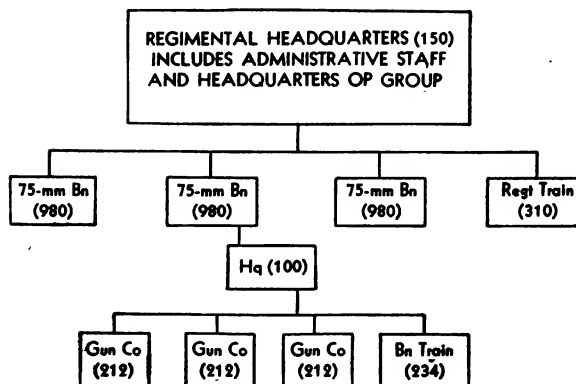 REGIMENTAL HEADQUARTERS (150)
INCLUDES ADMINISTRATIVE STAFF
AND HEADQUARTERS OP GROUP
75-mm Bn
(980)
75-mm Bn
(980)
75-mm Bn
(980)
Regt Train
(310)
Hq (100)
Gun Co
(212)
Gun Co
(212)
Gun Co
(212)
Bn Train
(234)